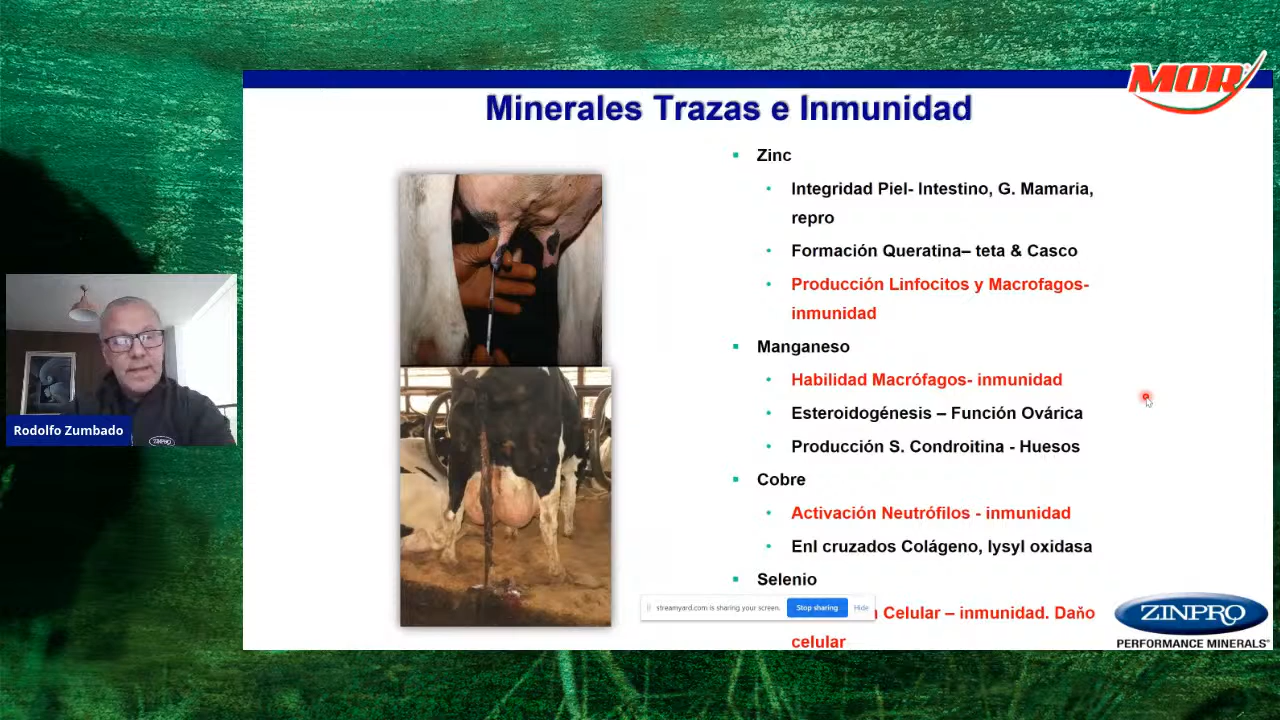 MOR
Minerales Trazas e Inmunidad
Zinc
Integridad Piel- Intestino, G. Mamaria,
repro
Formación Queratina– teta & Casco
Producción Linfocitos y Macrofagos-
inmunidad
Manganeso
Habilidad Macrófagos- inmunidad
Esteroidogénesis – Función Ovárica
Producción S. Condroitina - Huesos
Cobre
Activación Neutrófilos - inmunidad
Enl cruzados Colágeno, lysyl oxidasa
Selenio
Celular – inmunidad. Daňo
celular
streamyard.com is sharing your screen.
Stop sharing
Hide
Rodolfo Zumbado
ZINPRO
ZINPRO
PERFORMANCE MINERALS®